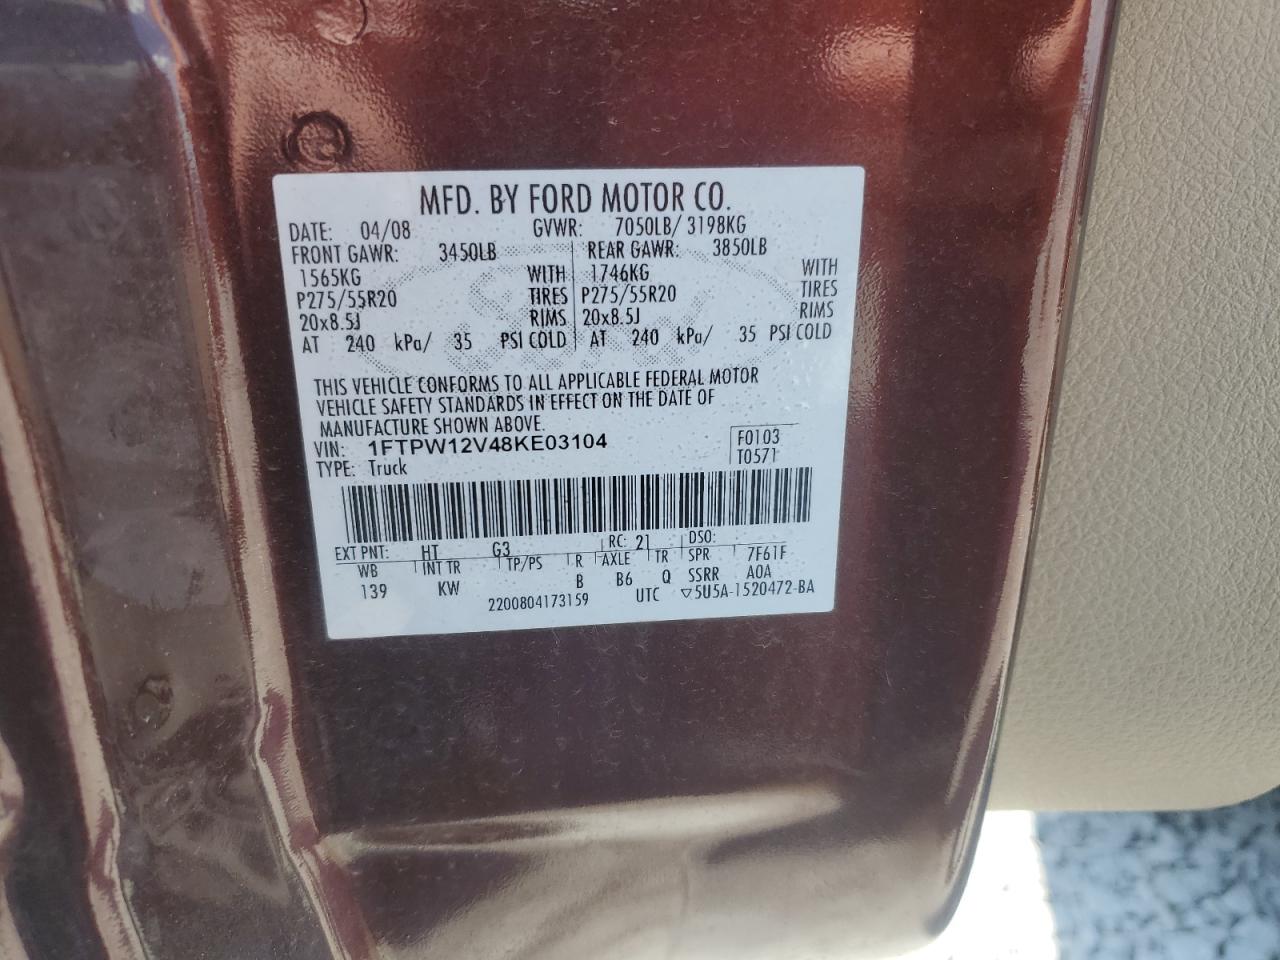 MFD. BY FORD MOTOR CO.
DATE: 04/08 GVWR: 7050LB/ 3198KG
FRONT GAWR: 3450LB REAR GAWR: 3850LB
1565KG WITH 1746KG WITH
P275/55R20 TIRES P275/55R20 TIRES
20x8.5J RIMS 20x8.5J RIMS
AT 240 kPa/ 35 PSI COLD AT 240 kPa/ 35 PSI COLD
THIS VEHICLE CONFORMS TO ALL APPLICABLE FEDERAL MOTOR
VEHICLE SAFETY STANDARDS IN EFFECT ON THE DATE OF
MANUFACTURE SHOWN ABOVE.
VIN: 1FTPW12V48KE03104 F0103
TYPE: Truck T0571
EXT PNT: HT G3 RC: 21 DSO:
WB INT TR TP/PS R AXLE TR SPR 7F61F
139 KW B B6 Q SSRR A0A
2200804173159 UTC ▽5U5A-1520472-BA